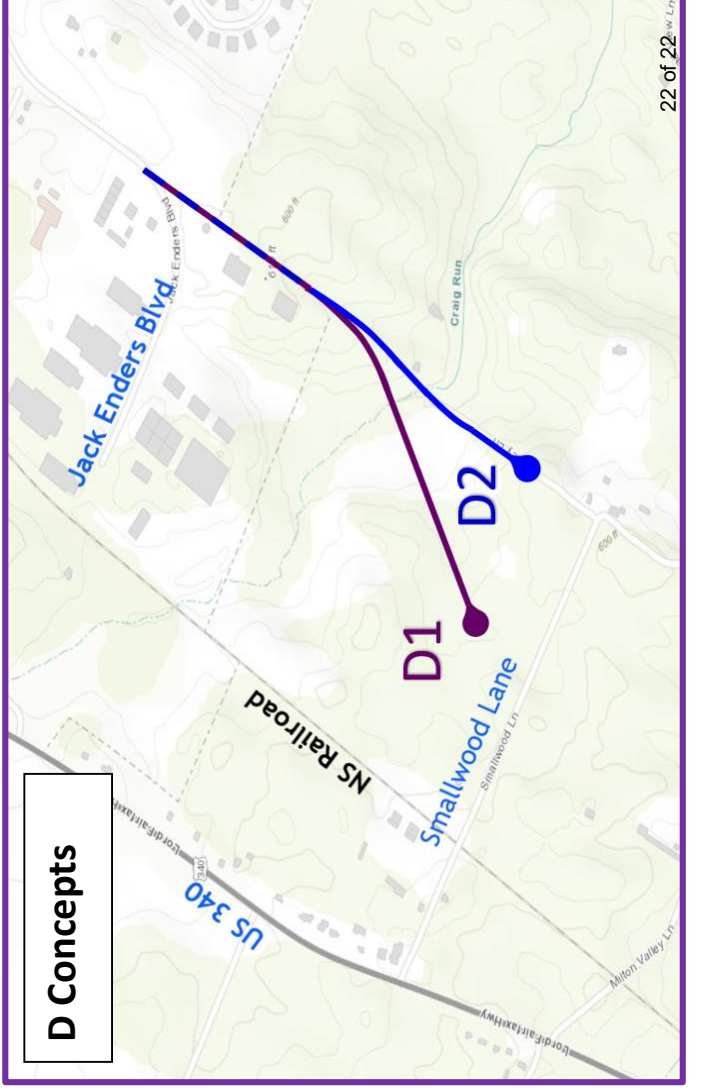 D Concepts
22 of 22
Jack Enders Blvd
Jack Enders Blvd
600 ft
Craig Run
D2
D1
600 ft
NS Railroad
Smallwood Lane
Smallwood Ln
US 340
340
Lord Fairfax Hwy
Lord Fairfax Hwy
Milton Valley Ln